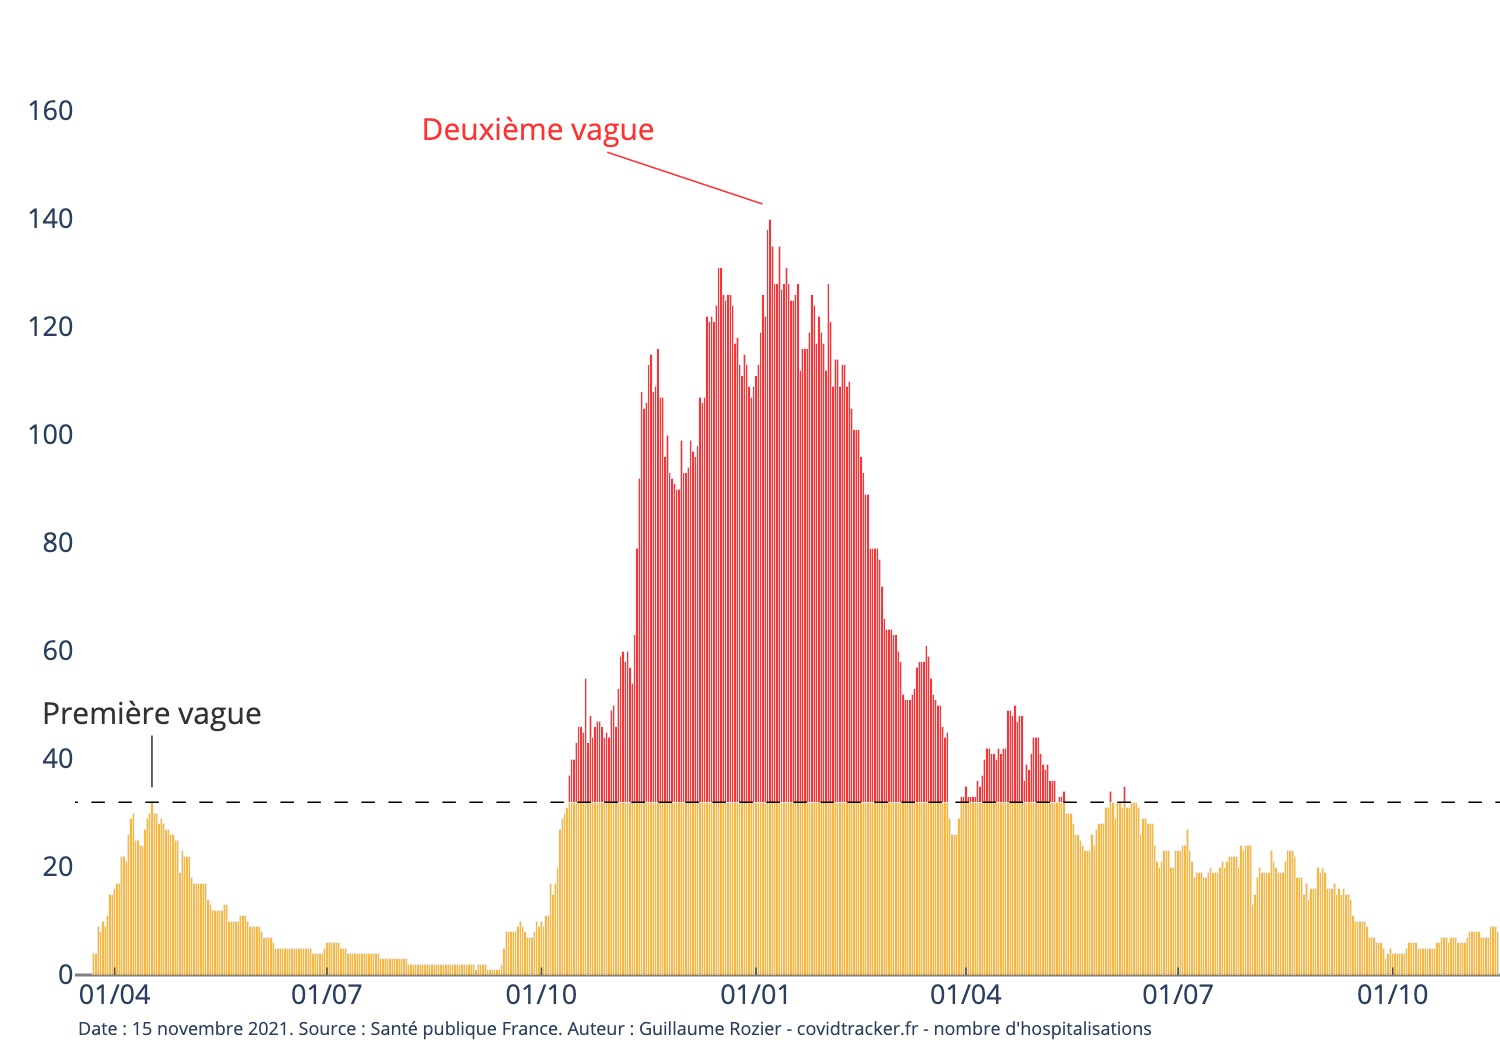 160
Deuxième vague
140
120
100
80
60
Première vague
40
20
0
01/04 01/07 01/10 01/01 01/04 01/07 01/10
Date : 15 novembre 2021. Source : Santé publique France. Auteur : Guillaume Rozier - covidtracker.fr - nombre d'hospitalisations